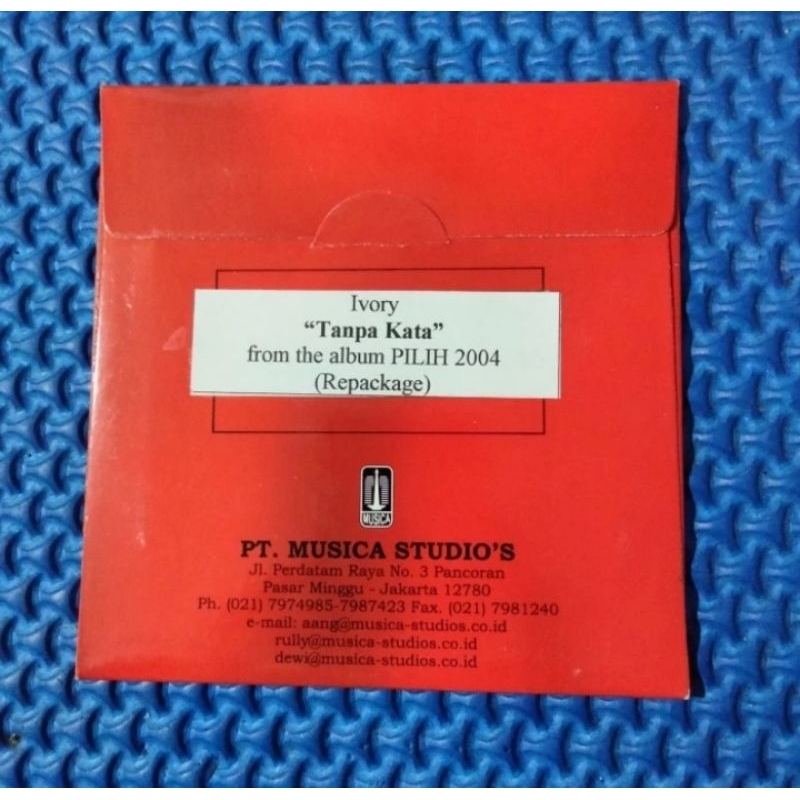 Ivory
“Tanpa Kata”
from the album PILIH 2004
(Repackage)
MUSICA
PT. MUSICA STUDIO'S
Jl. Perdatam Raya No. 3 Pancoran
Pasar Minggu - Jakarta 12780
Ph. (021) 7974985-7987423 Fax. (021) 7981240
e-mail: aang@musica-studios.co.id
rully@musica-studios.co.id
dewi@musica-studios.co.id